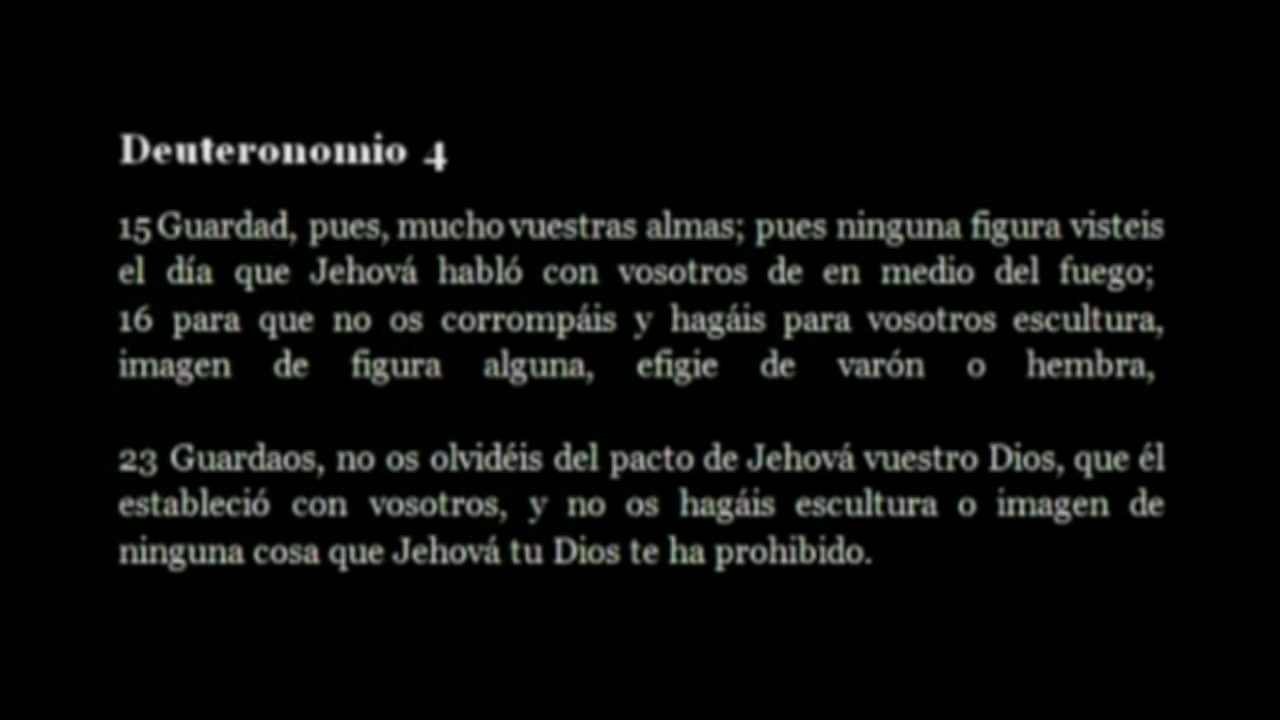 Deuteronomio 4
15 Guardad, pues, mucho vuestras almas; pues ninguna figura visteis
el día que Jehová habló con vosotros de en medio del fuego;
16 para que no os corrompáis y hagáis para vosotros escultura,
imagen de figura alguna, efigie de varón o hembra,
23 Guardaos, no os olvidéis del pacto de Jehová vuestro Dios, que él
estableció con vosotros, y no os hagáis escultura o imagen de
ninguna cosa que Jehová tu Dios te ha prohibido.